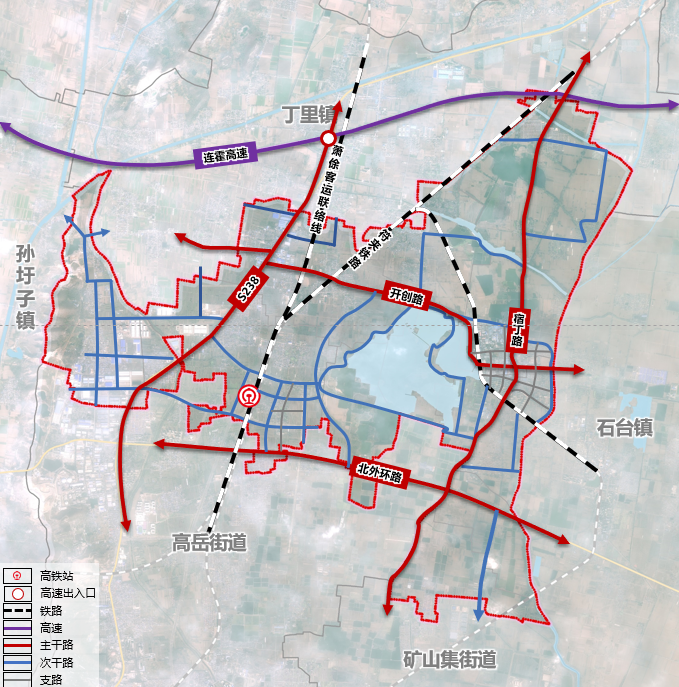 丁里镇
连霍高速
萧徐客运联络线
符夹铁路
孙圩子镇
S238
开创路
宿丁路
石台镇
北外环路
高岳街道
高铁站
高速出入口
铁路
高速
主干路
次干路
支路
矿山集街道